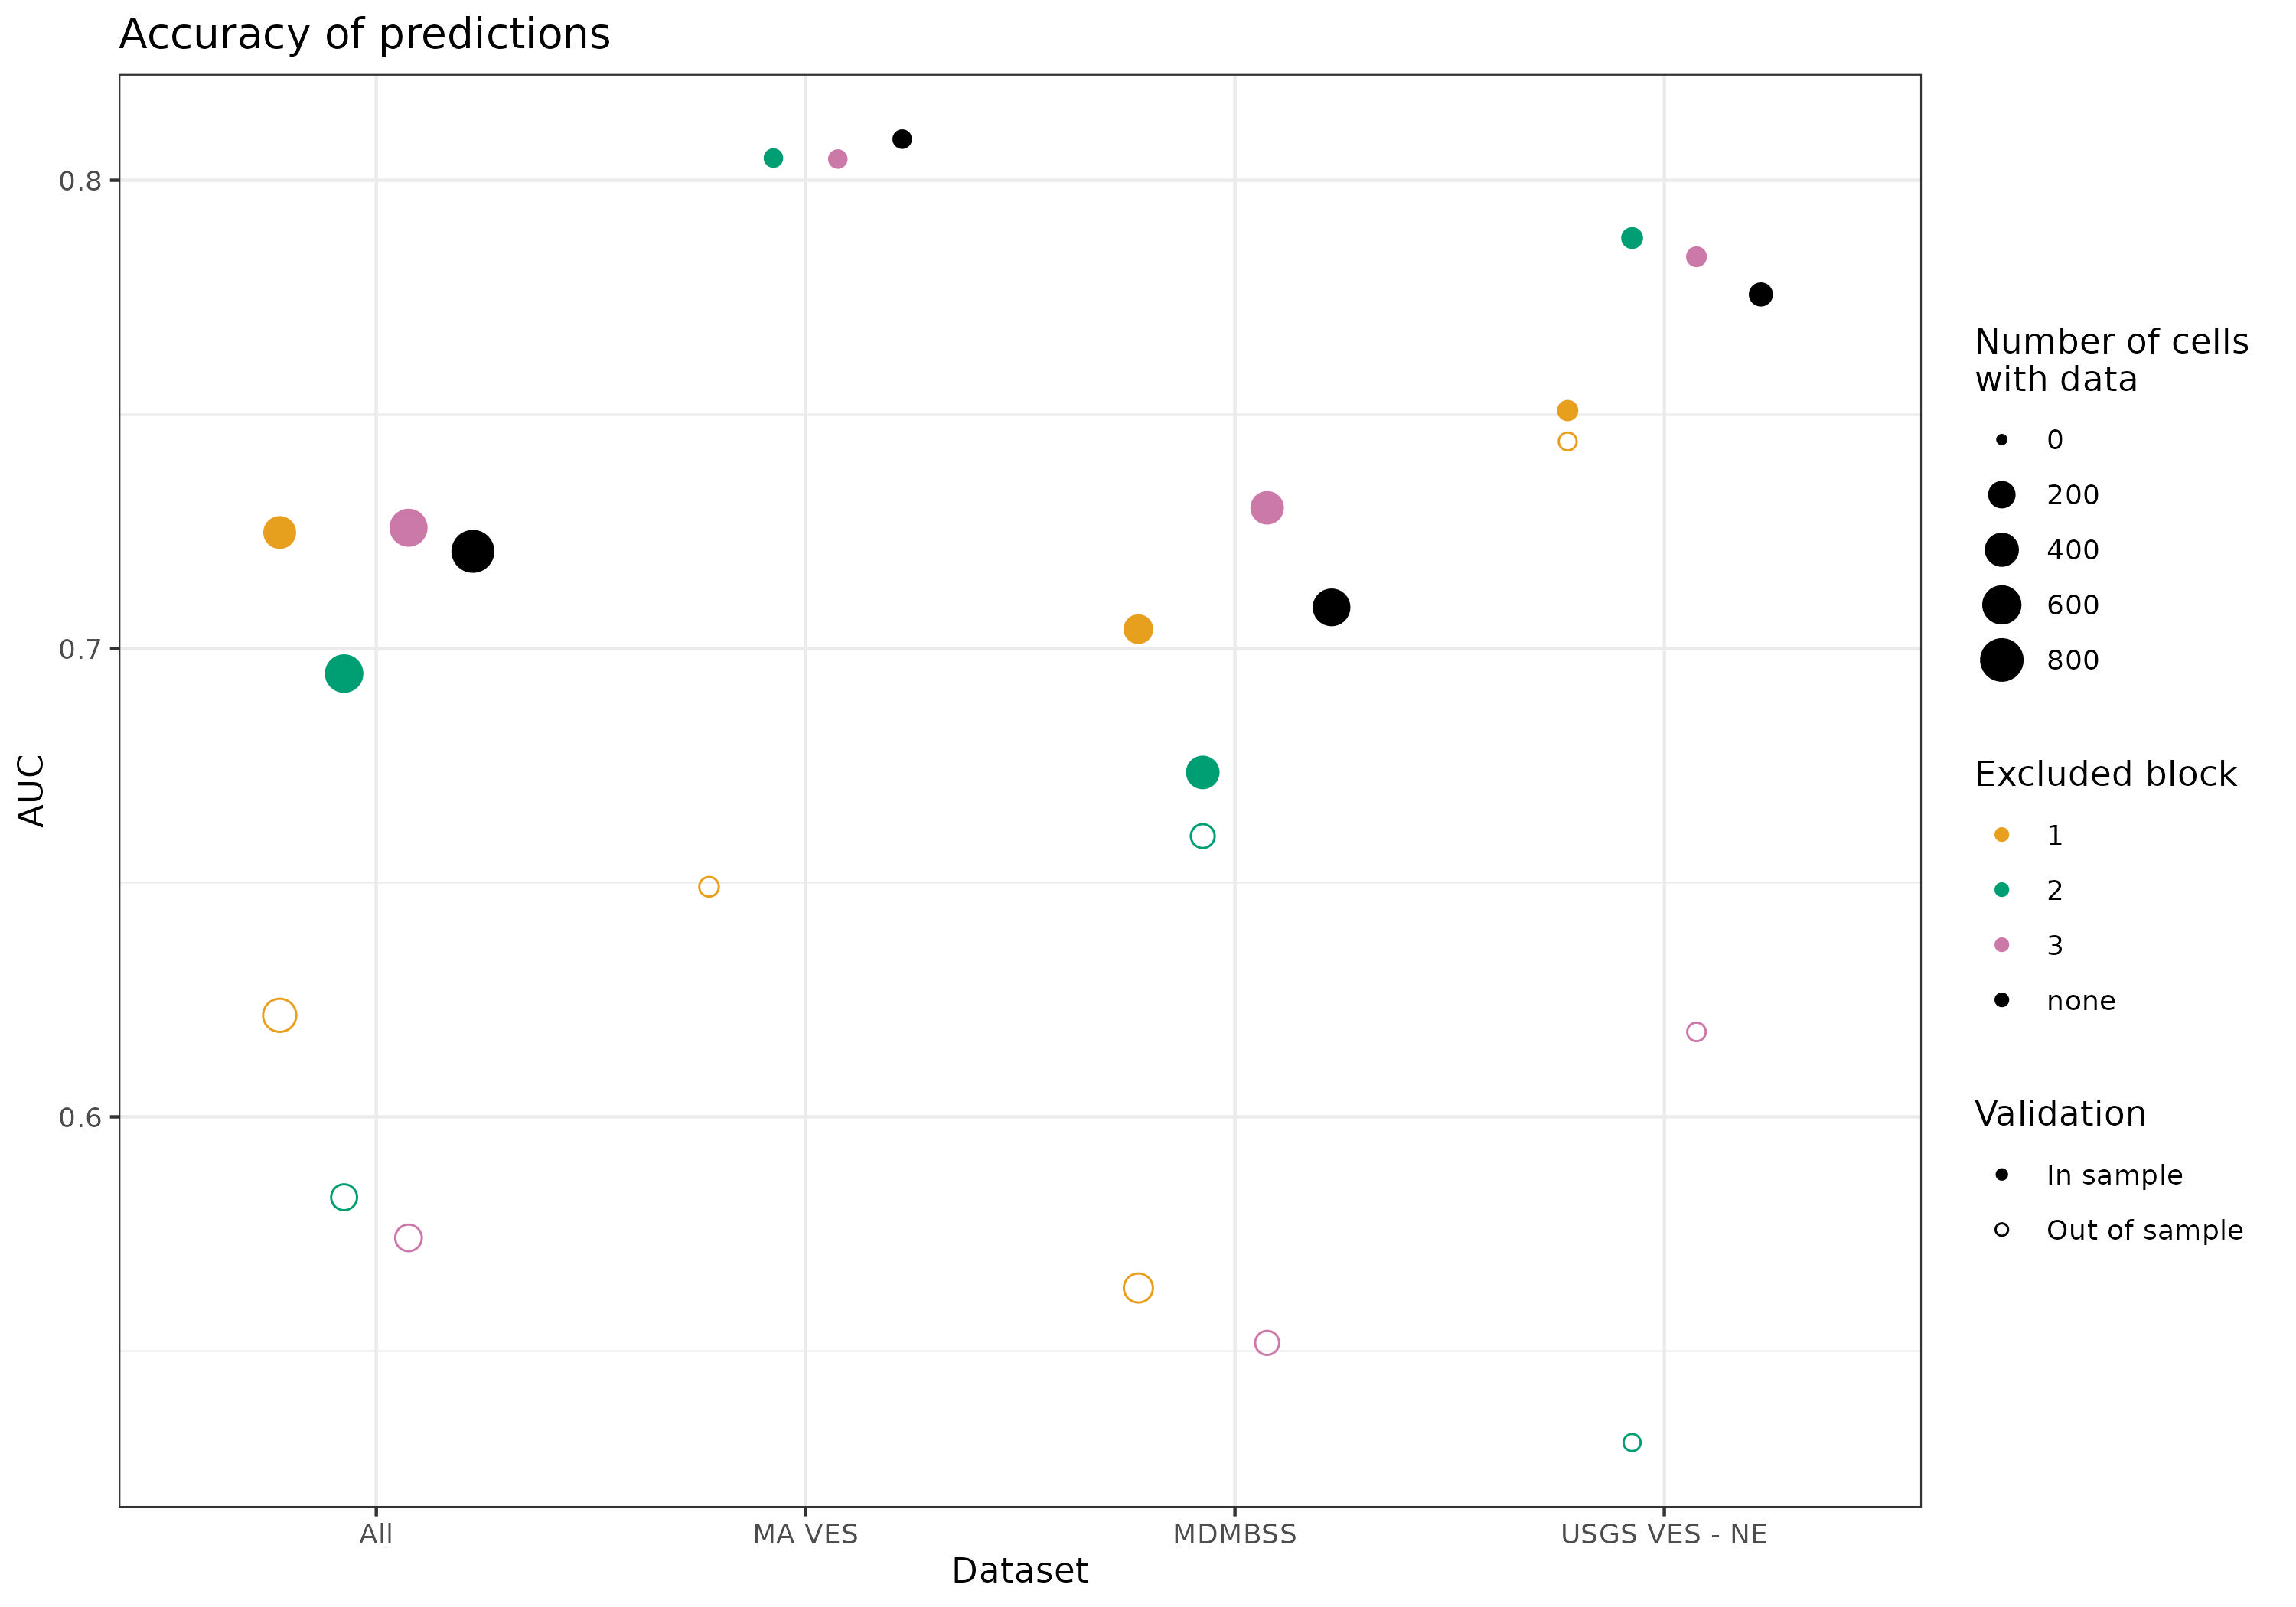 Accuracy of predictions
AUC
0.8
0.7
0.6
All
MA VES
MDMBSS
USGS VES - NE
Dataset
Number of cells
with data
0
200
400
600
800
Excluded block
1
2
3
none
Validation
In sample
Out of sample